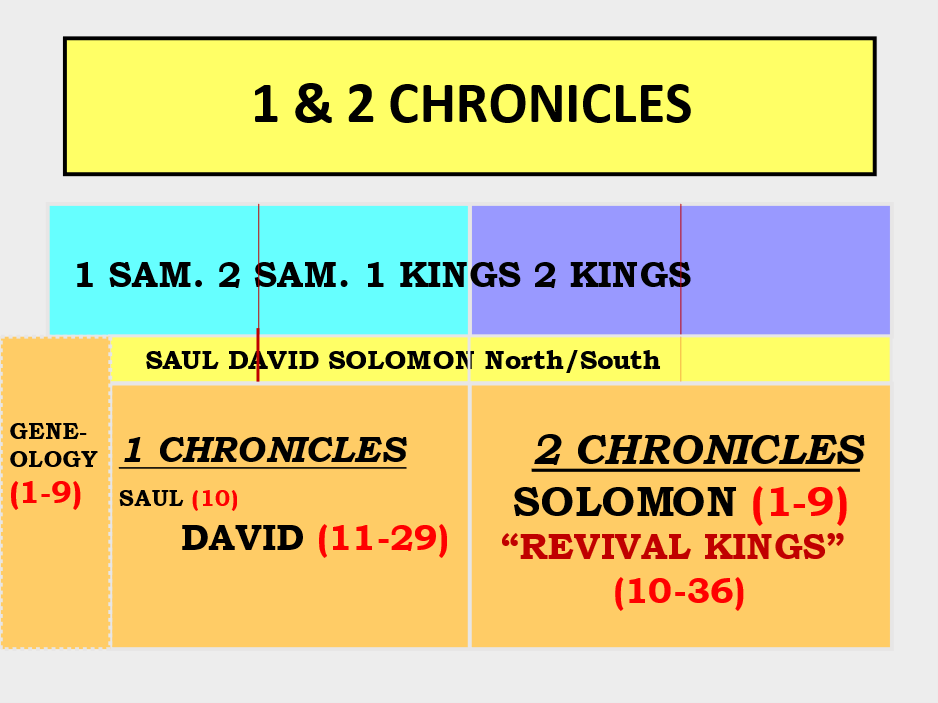 1 & 2 CHRONICLES
1 SAM. 2 SAM. 1 KINGS 2 KINGS
SAUL DAVID SOLOMON North/South
GENE-
OLOGY
(1-9)
1 CHRONICLES
SAUL (10)
DAVID (11-29)
2 CHRONICLES
SOLOMON (1-9)
“REVIVAL KINGS”
(10-36)